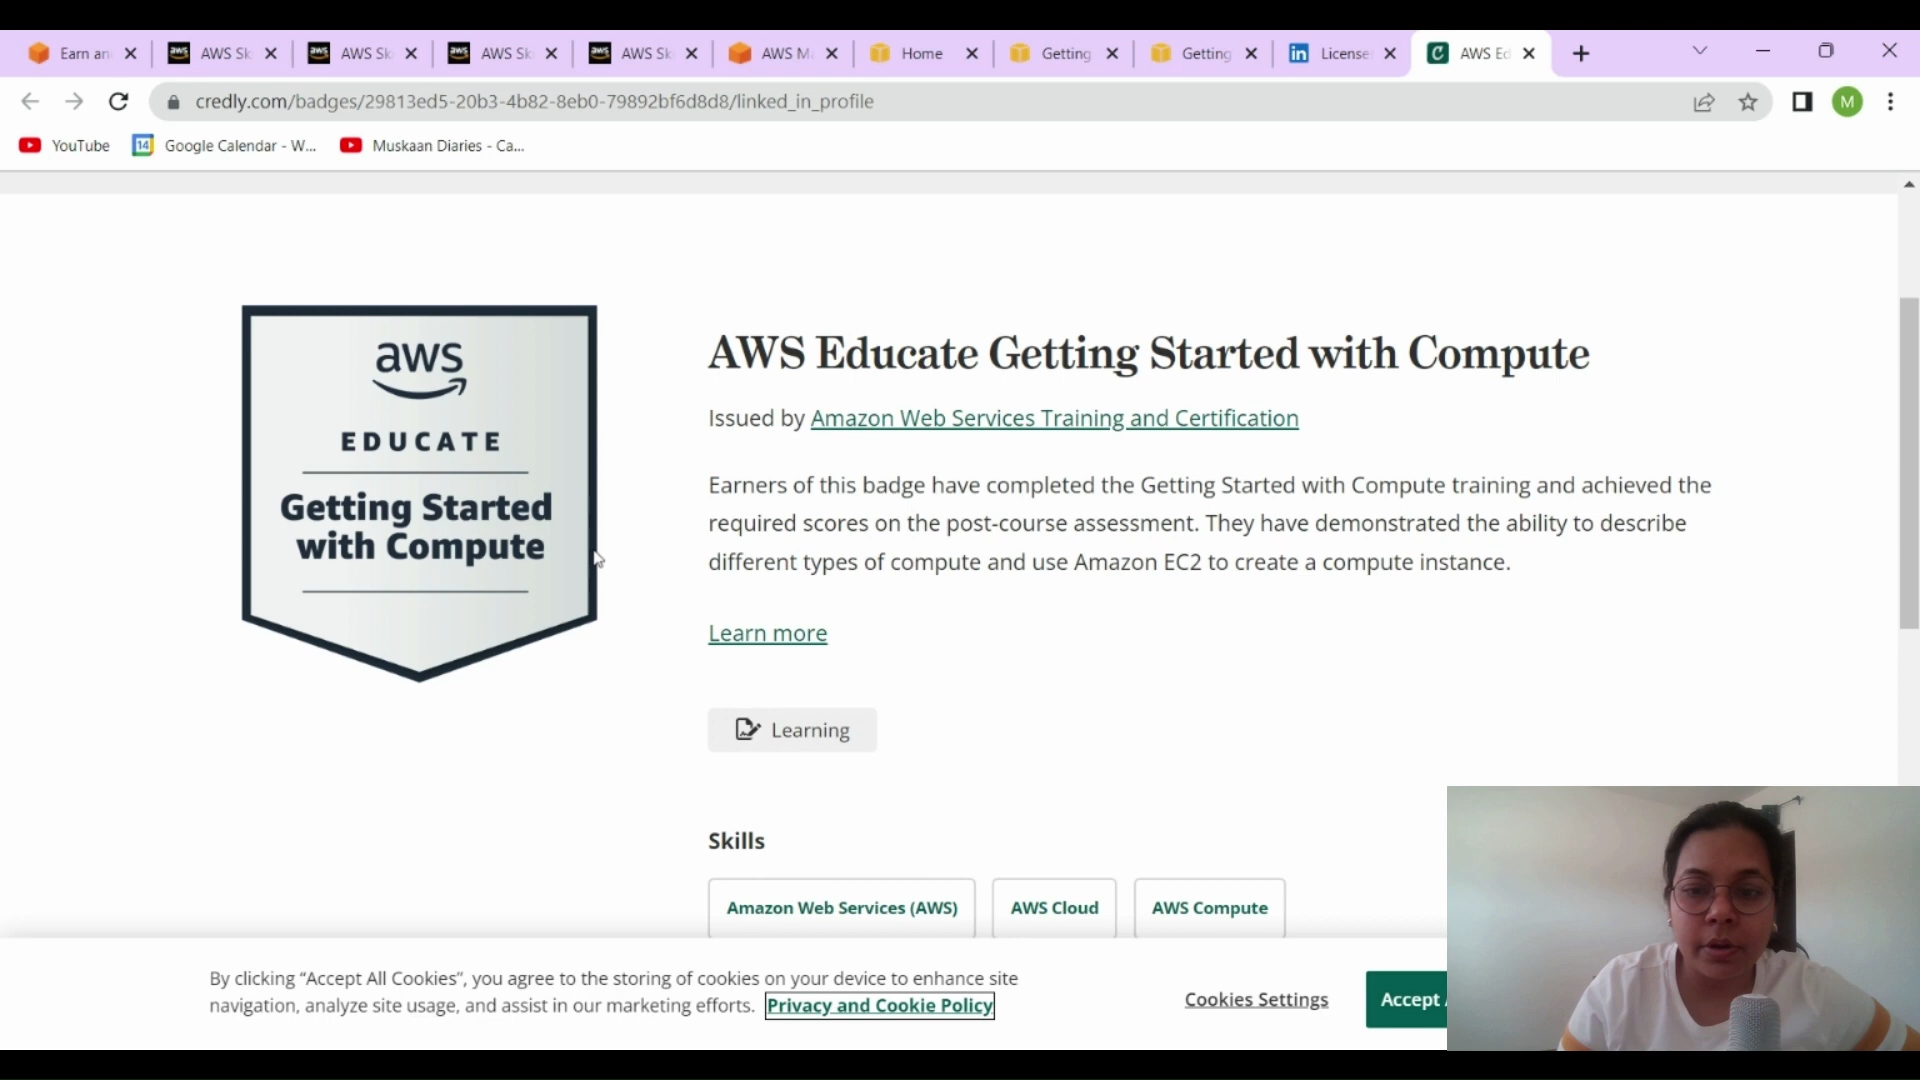 Earn an
AWS Sk
AWS Sk
AWS Sk
AWS Sk
AWS M
Home
Getting
Getting
License
AWS Ed
credly.com/badges/29813ed5-20b3-4b82-8eb0-79892bf6d8d8/linked_in_profile
M
YouTube
14
Google Calendar - W...
Muskaan Diaries - Ca...
aws
EDUCATE
Getting Started
with Compute
AWS Educate Getting Started with Compute
Issued by Amazon Web Services Training and Certification
Earners of this badge have completed the Getting Started with Compute training and achieved the
required scores on the post-course assessment. They have demonstrated the ability to describe
different types of compute and use Amazon EC2 to create a compute instance.
Learn more
Learning
Skills
Amazon Web Services (AWS)
AWS Cloud
AWS Compute
By clicking “Accept All Cookies”, you agree to the storing of cookies on your device to enhance site
navigation, analyze site usage, and assist in our marketing efforts. Privacy and Cookie Policy
Cookies Settings
Accept